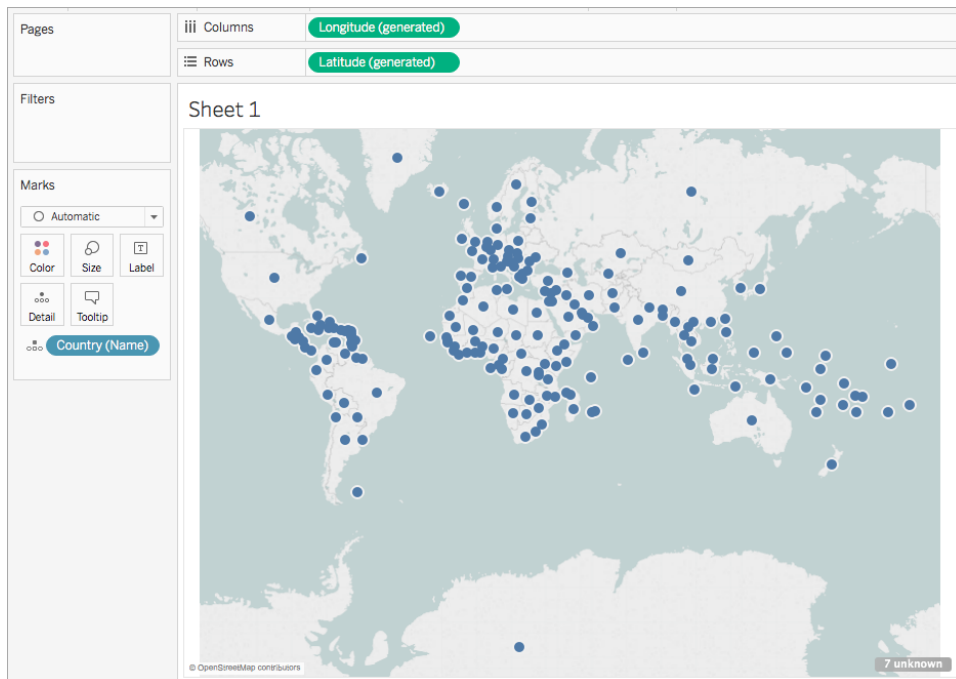 Pages
Columns
Longitude (generated)
Rows
Latitude (generated)
Filters
Sheet 1
Marks
Automatic
Color
Size
Label
Detail
Tooltip
Country (Name)
© OpenStreetMap contributors
7 unknown